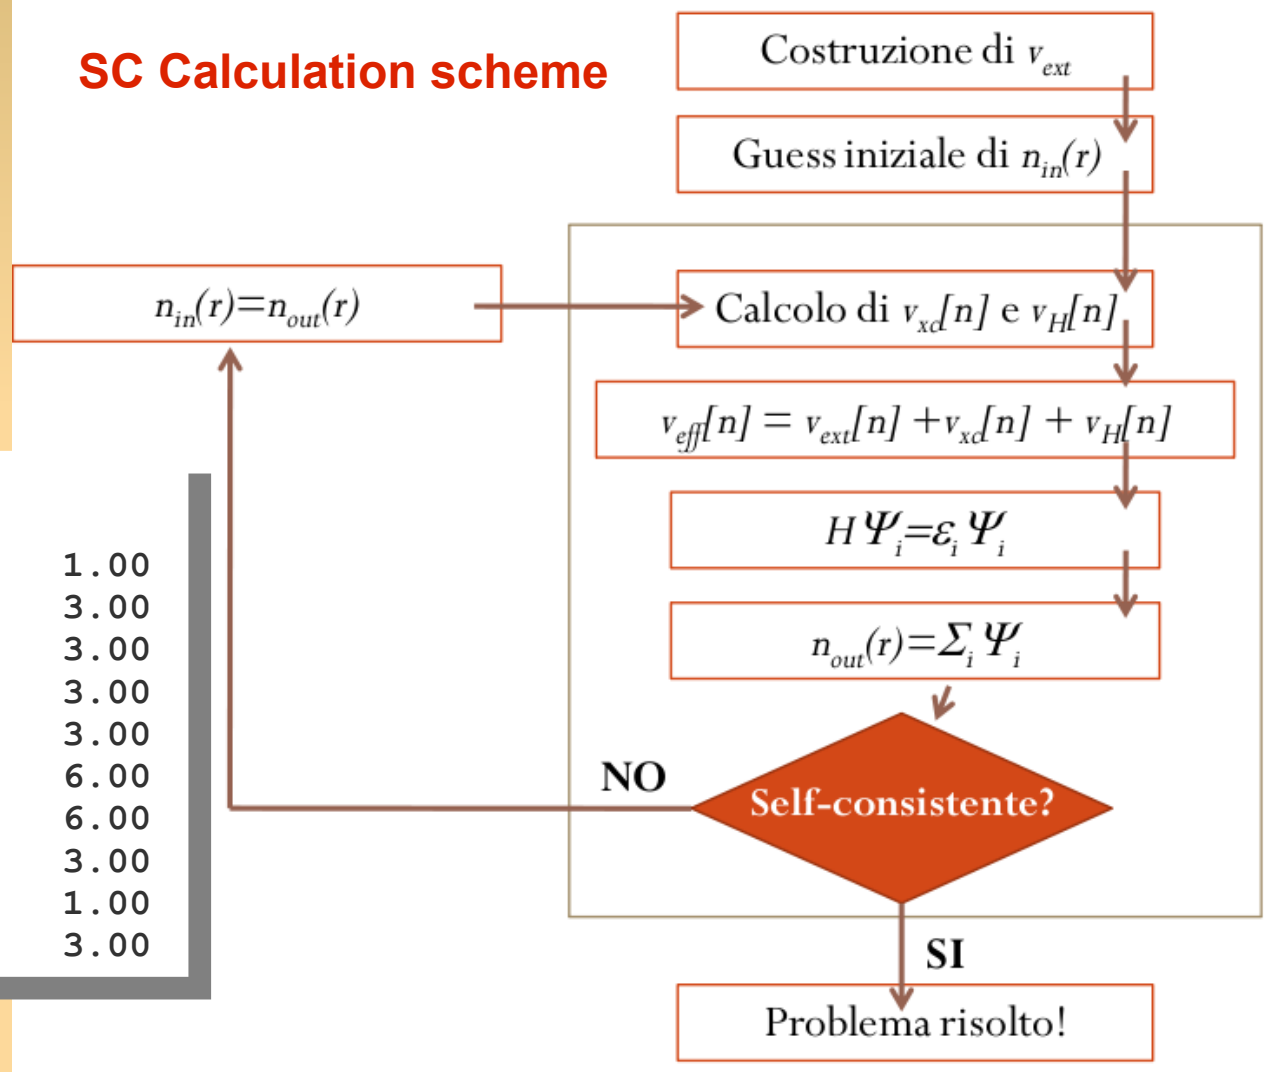 SC Calculation scheme
Costruzione di v_ext
Guess iniziale di n_in(r)
n_in(r)=n_out(r)
Calcolo di v_xc[n] e v_H[n]
v_eff[n] = v_ext[n] +v_xc[n] + v_H[n]
HΨ_i=ε_iΨ_i
n_out(r)=Σ_iΨ_i
NO
Self-consistente?
SI
Problema risolto!
1.00
3.00
3.00
3.00
3.00
6.00
6.00
3.00
1.00
3.00